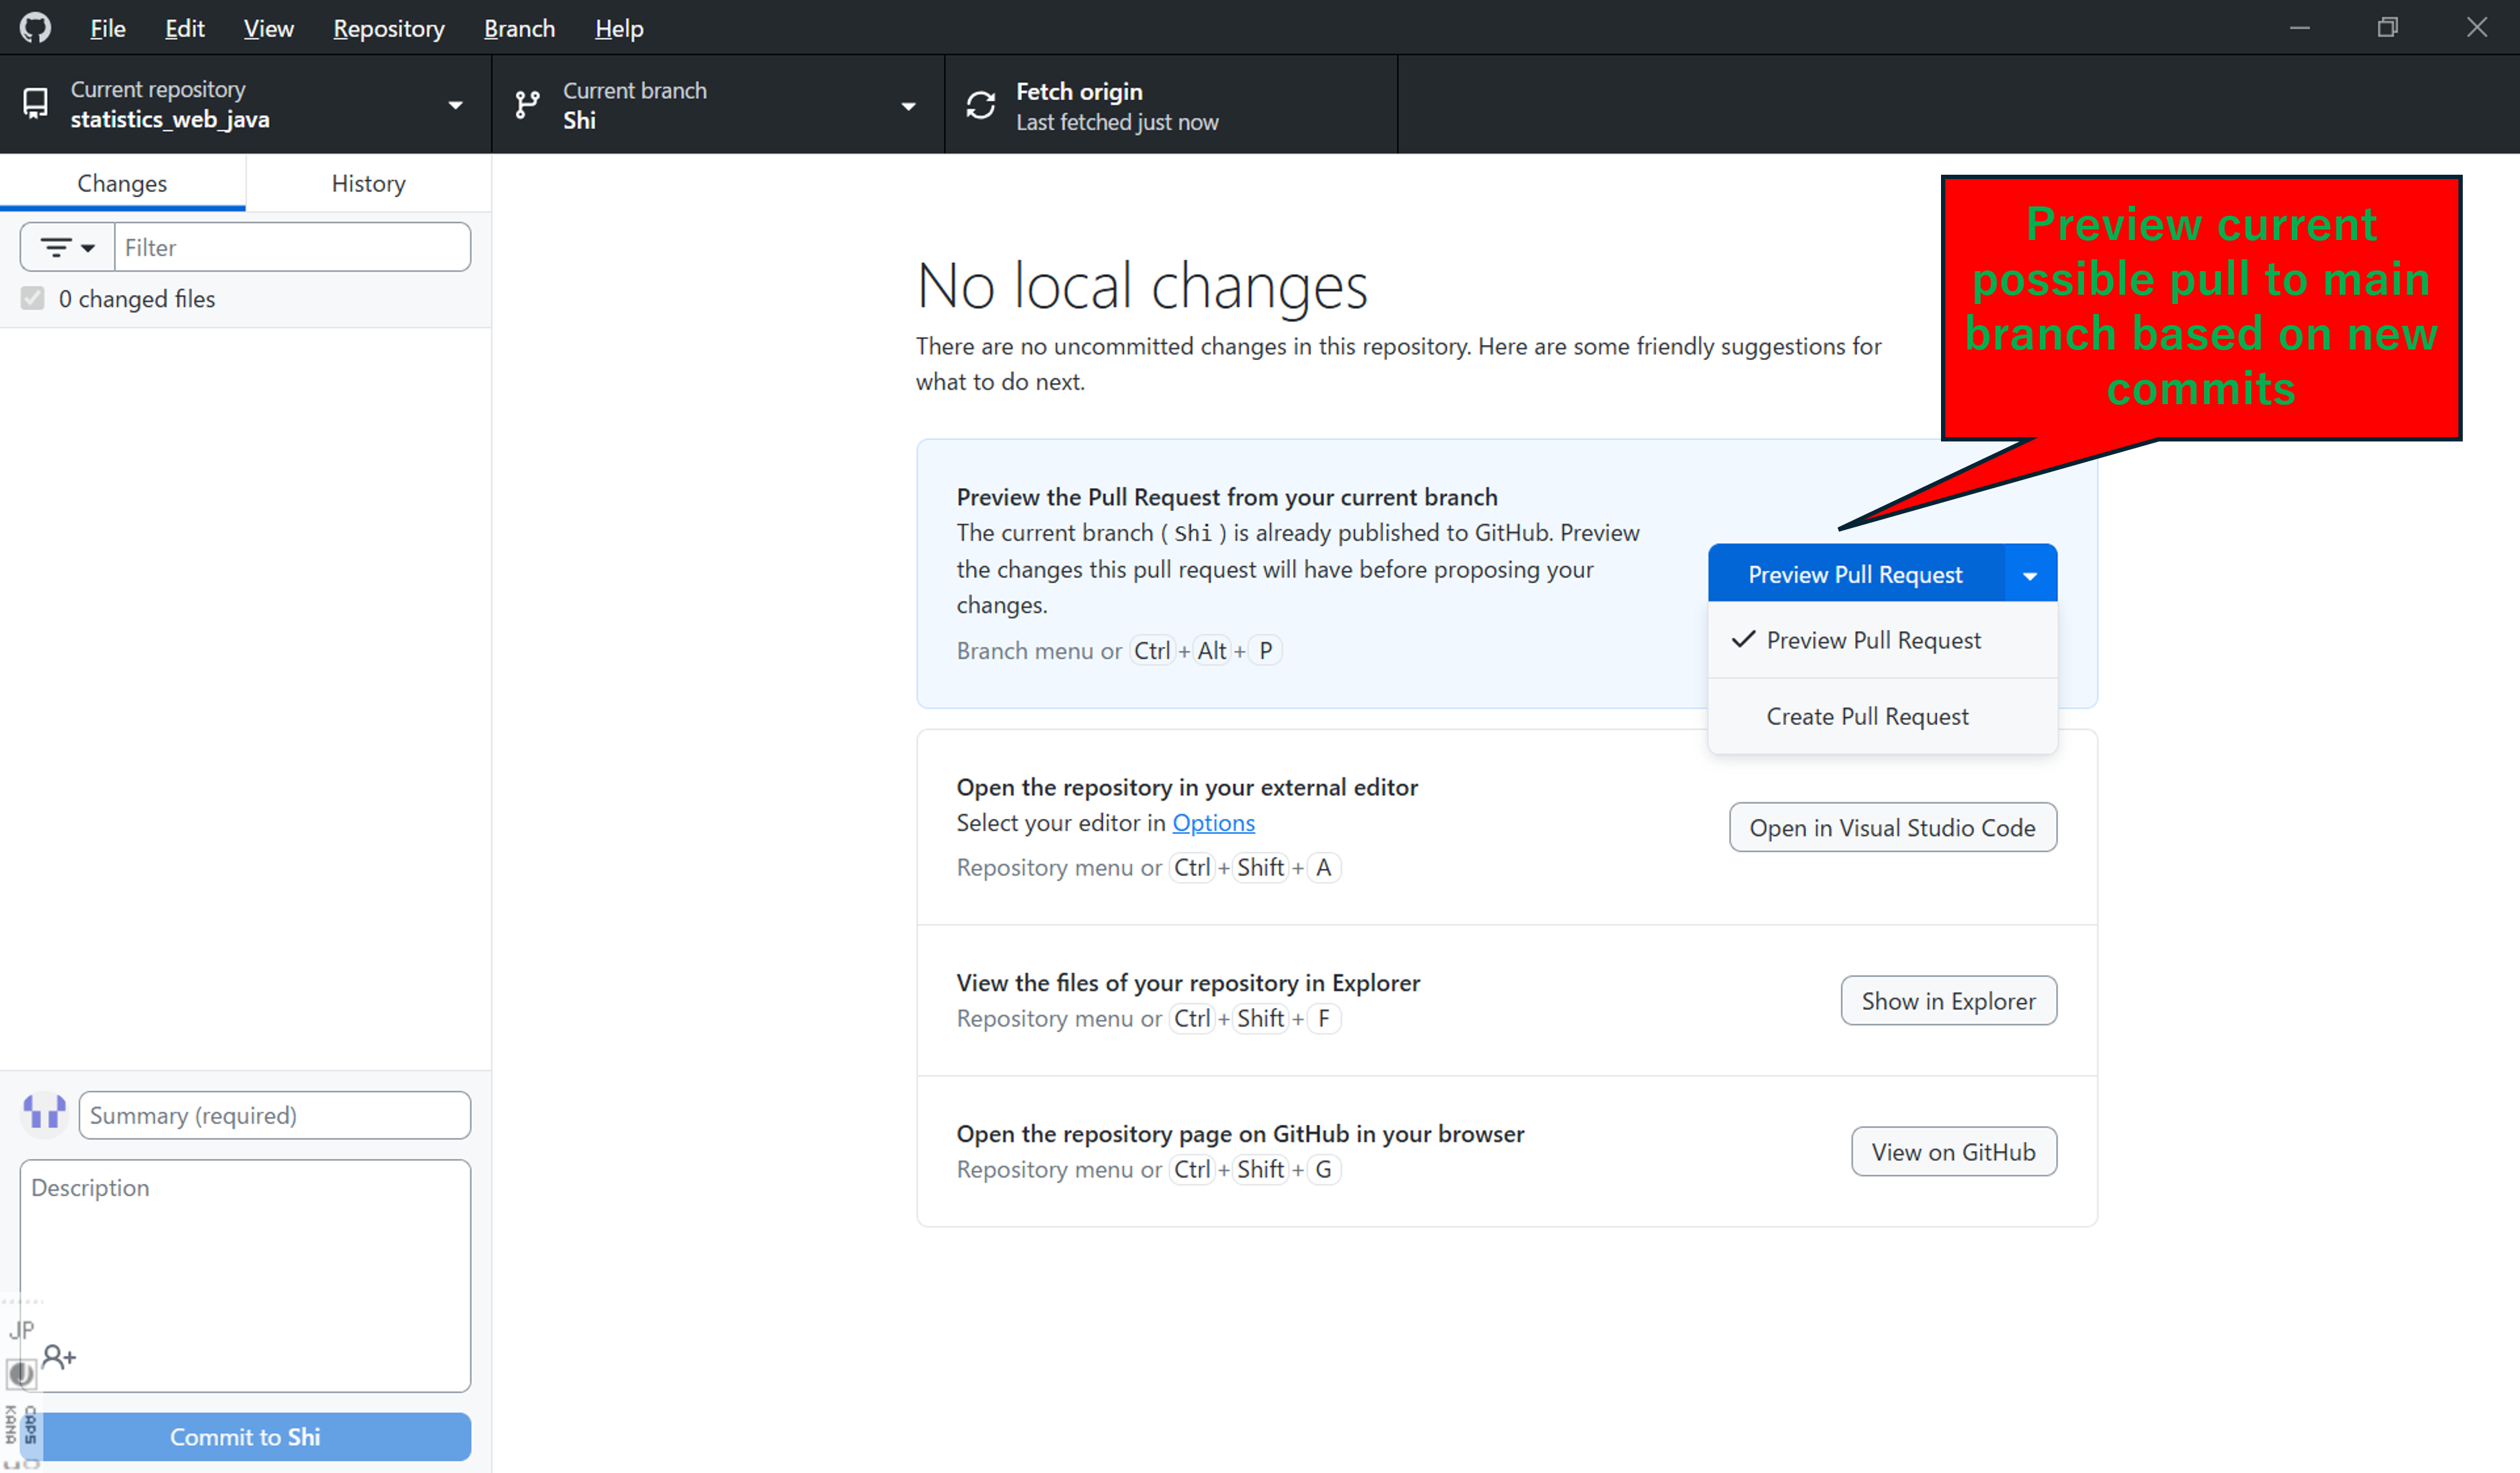 File Edit View Repository Branch Help
Current repository
statistics_web_java
Current branch
Shi
Fetch origin
Last fetched just now
Changes History
Filter
0 changed files
Preview current
possible pull to main
branch based on new
commits
No local changes
There are no uncommitted changes in this repository. Here are some friendly suggestions for
what to do next.
Preview the Pull Request from your current branch
The current branch ( Shi ) is already published to GitHub. Preview
the changes this pull request will have before proposing your
changes.
Branch menu or Ctrl + Alt + P
Preview Pull Request
Preview Pull Request
Create Pull Request
Open the repository in your external editor
Select your editor in Options
Repository menu or Ctrl + Shift + A
Open in Visual Studio Code
View the files of your repository in Explorer
Repository menu or Ctrl + Shift + F
Show in Explorer
Open the repository page on GitHub in your browser
Repository menu or Ctrl + Shift + G
View on GitHub
Summary (required)
Description
JP
CAPS
KANA
Commit to Shi